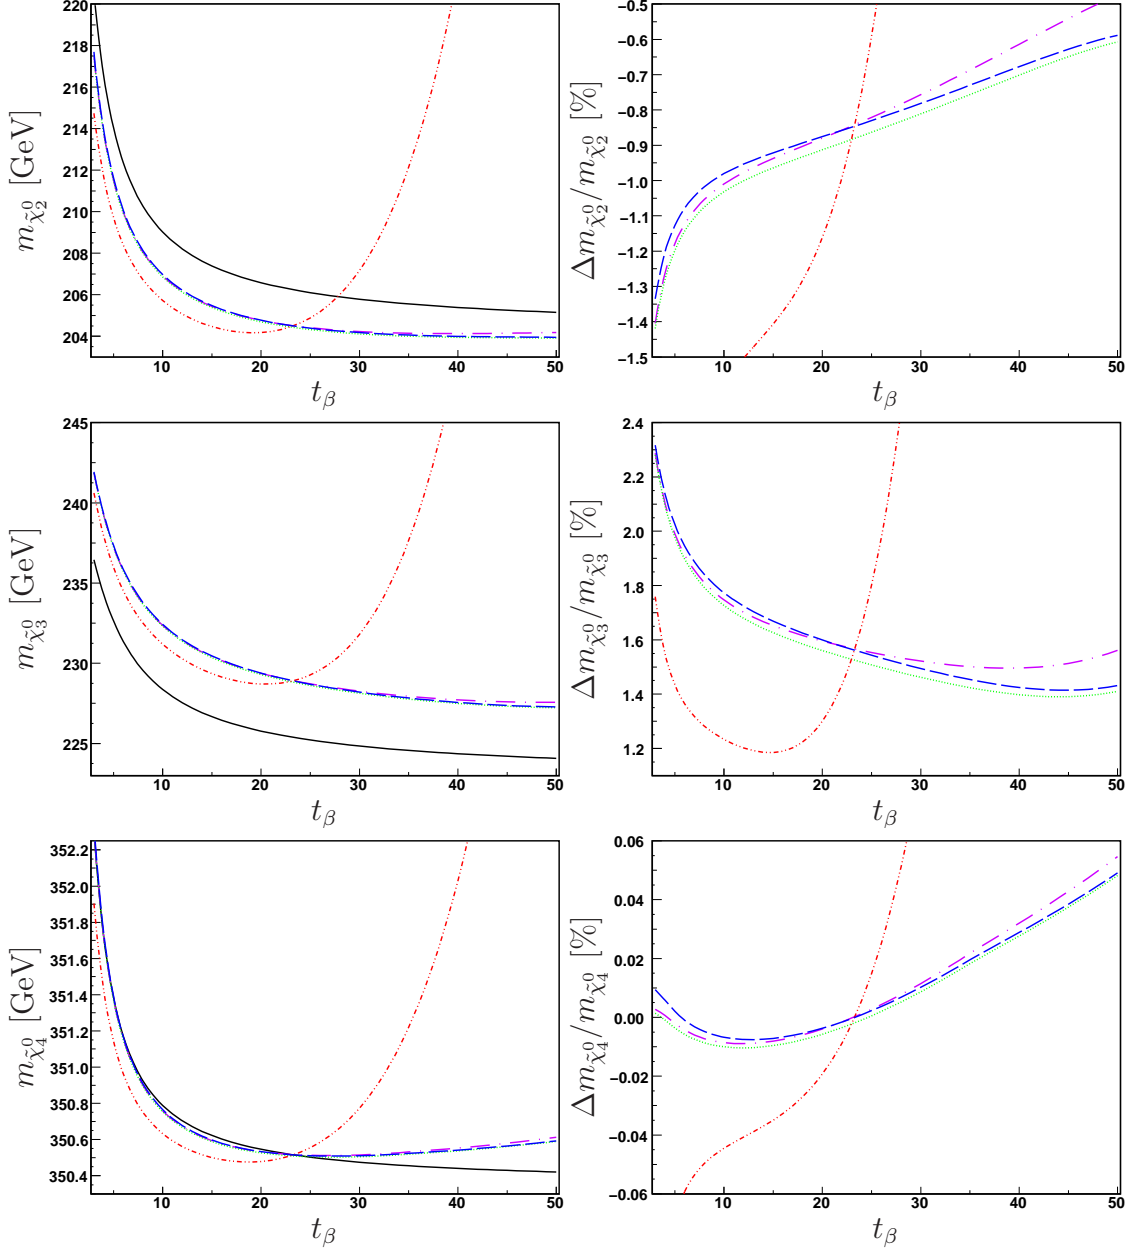 220
218
216
214
212
210
208
206
204
10 20 30 40 50
m_{\tilde{\chi}_2^0} [GeV]
t_β
−0.5
−0.6
−0.7
−0.8
−0.9
−1.0
−1.1
−1.2
−1.3
−1.4
−1.5
10 20 30 40 50
Δm_{\tilde{\chi}_2^0}/m_{\tilde{\chi}_2^0} [%]
t_β
245
240
235
230
225
10 20 30 40 50
m_{\tilde{\chi}_3^0} [GeV]
t_β
2.4
2.2
2.0
1.8
1.6
1.4
1.2
10 20 30 40 50
Δm_{\tilde{\chi}_3^0}/m_{\tilde{\chi}_3^0} [%]
t_β
352.2
352.0
351.8
351.6
351.4
351.2
351.0
350.8
350.6
350.4
10 20 30 40 50
m_{\tilde{\chi}_4^0} [GeV]
t_β
0.06
0.04
0.02
0.00
−0.02
−0.04
−0.06
10 20 30 40 50
Δm_{\tilde{\chi}_4^0}/m_{\tilde{\chi}_4^0} [%]
t_β